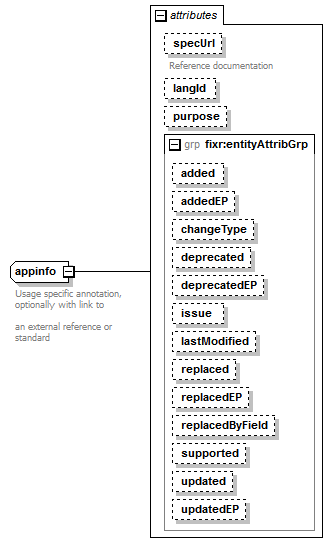 attributes
specUrl
Reference documentation
langId
purpose
grp fixr:entityAttribGrp
added
addedEP
changeType
deprecated
deprecatedEP
issue
lastModified
replaced
replacedEP
replacedByField
supported
updated
updatedEP
appinfo
Usage specific annotation,
optionally with link to
an external reference or
standard